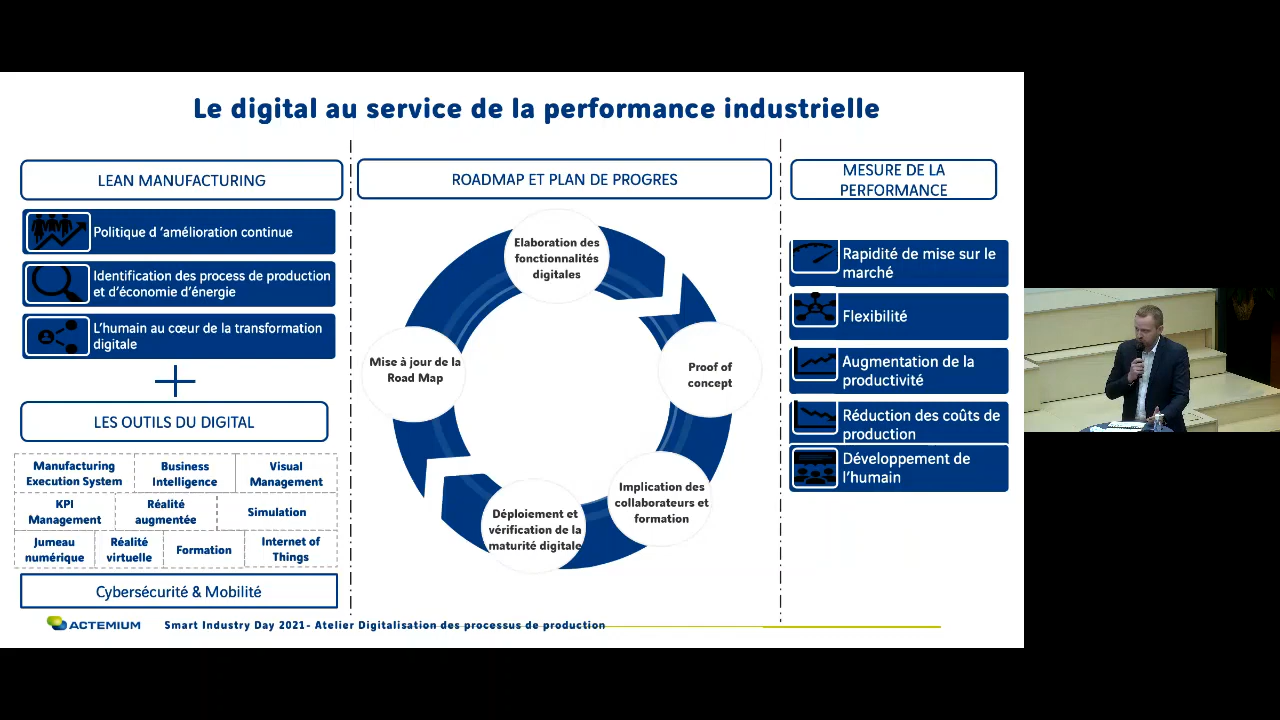 Le digital au service de la performance industrielle
LEAN MANUFACTURING
Politique d ’amélioration continue
Identification des process de production
et d’économie d’énergie
L’humain au cœur de la transformation
digitale
LES OUTILS DU DIGITAL
Manufacturing
Execution System
Business
Intelligence
Visual
Management
KPI
Management
Réalité
augmentée
Simulation
Jumeau
numérique
Réalité
virtuelle
Formation
Internet of
Things
Cybersécurité & Mobilité
ROADMAP ET PLAN DE PROGRES
Elaboration des
fonctionnalités
digitales
Proof of
concept
Implication des
collaborateurs et
formation
Déploiement et
vérification de la
maturité digitale
Mise à jour de la
Road Map
MESURE DE LA
PERFORMANCE
Rapidité de mise sur le
marché
Flexibilité
Augmentation de la
productivité
Réduction des coûts de
production
Développement de
l’humain
ACTEMIUM
Smart Industry Day 2021- Atelier Digitalisation des processus de production